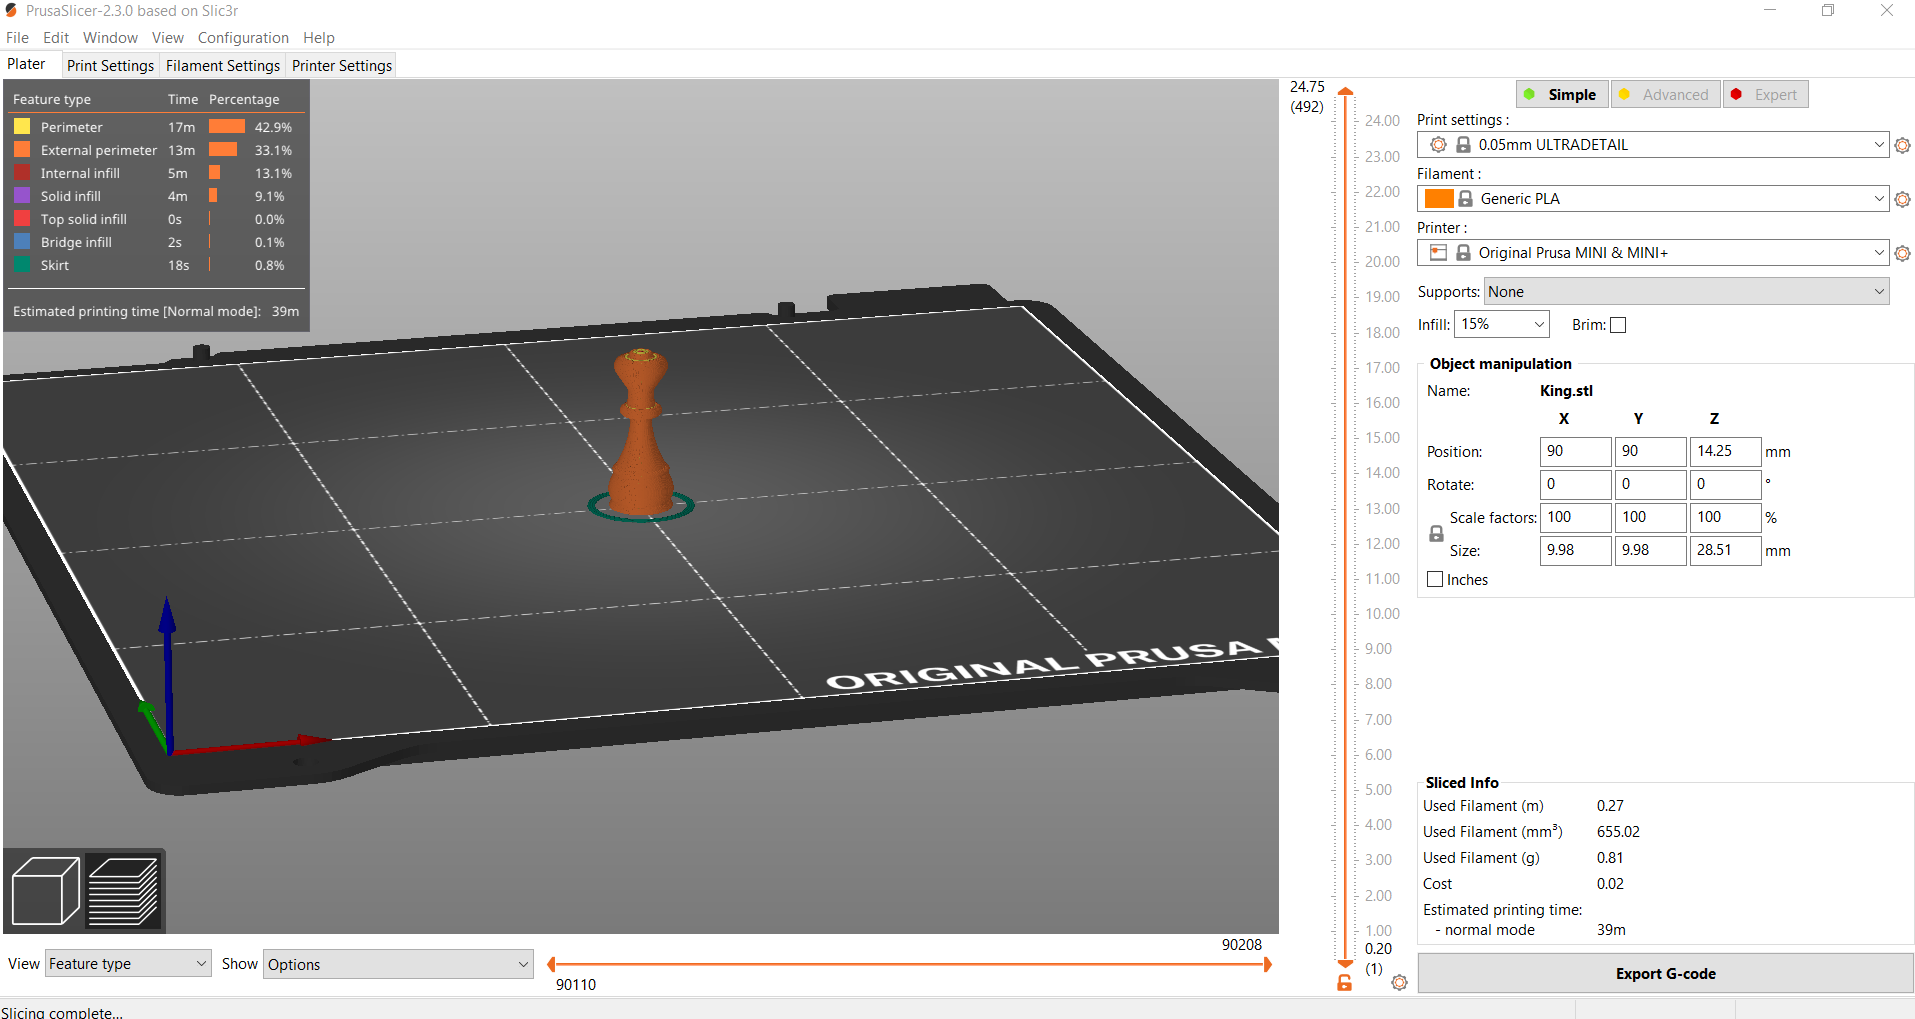 PrusaSlicer-2.3.0 based on Slic3r
File Edit Window View Configuration Help
Plater Print Settings Filament Settings Printer Settings
Feature type Time Percentage
Perimeter 17m 42.9%
External perimeter 13m 33.1%
Internal infill 5m 13.1%
Solid infill 4m 9.1%
Top solid infill 0s 0.0%
Bridge infill 2s 0.1%
Skirt 18s 0.8%
Estimated printing time [Normal mode]: 39m
ORIGINAL PRUSA
24.75
(492)
24.00
23.00
22.00
21.00
20.00
19.00
18.00
17.00
16.00
15.00
14.00
13.00
12.00
11.00
10.00
9.00
8.00
7.00
6.00
5.00
4.00
3.00
2.00
1.00
0.20
(1)
Simple Advanced Expert
Print settings :
0.05mm ULTRADETAIL
Filament :
Generic PLA
Printer :
Original Prusa MINI & MINI+
Supports: None
Infill: 15% Brim:
Object manipulation
Name: King.stl
X Y Z
Position: 90 90 14.25 mm
Rotate: 0 0 0 °
Scale factors: 100 100 100 %
Size: 9.98 9.98 28.51 mm
Inches
Sliced Info
Used Filament (m) 0.27
Used Filament (mm³) 655.02
Used Filament (g) 0.81
Cost 0.02
Estimated printing time:
- normal mode 39m
Export G-code
View Feature type Show Options
90208
90110
Slicing complete...